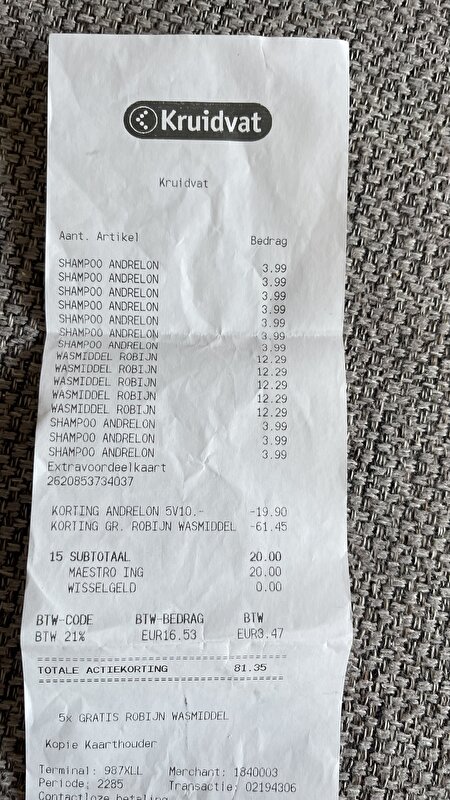 Kruidvat
Kruidvat
Aant. Artikel Bedrag
SHAMPOO ANDRELON 3.99
SHAMPOO ANDRELON 3.99
SHAMPOO ANDRELON 3.99
SHAMPOO ANDRELON 3.99
SHAMPOO ANDRELON 3.99
SHAMPOO ANDRELON 3.99
SHAMPOO ANDRELON 3.99
WASMIDDEL ROBIJN 12.29
WASMIDDEL ROBIJN 12.29
WASMIDDEL ROBIJN 12.29
WASMIDDEL ROBIJN 12.29
WASMIDDEL ROBIJN 12.29
SHAMPOO ANDRELON 3.99
SHAMPOO ANDRELON 3.99
SHAMPOO ANDRELON 3.99
Extravoordeelkaart
2620853734037
KORTING ANDRELON 5V10.- -19.90
KORTING GR. ROBIJN WASMIDDEL -61.45
15 SUBTOTAAL 20.00
MAESTRO ING 20.00
WISSELGELD 0.00
BTW-CODE BTW-BEDRAG BTW
BTW 21% EUR16.53 EUR3.47
TOTALE ACTIEKORTING 81.35
5x GRATIS ROBIJN WASMIDDEL
Kopie Kaarthouder
Terminal: 987XLL Merchant: 1840003
Periode: 2285 Transactie: 02194306
Contactloze betaling